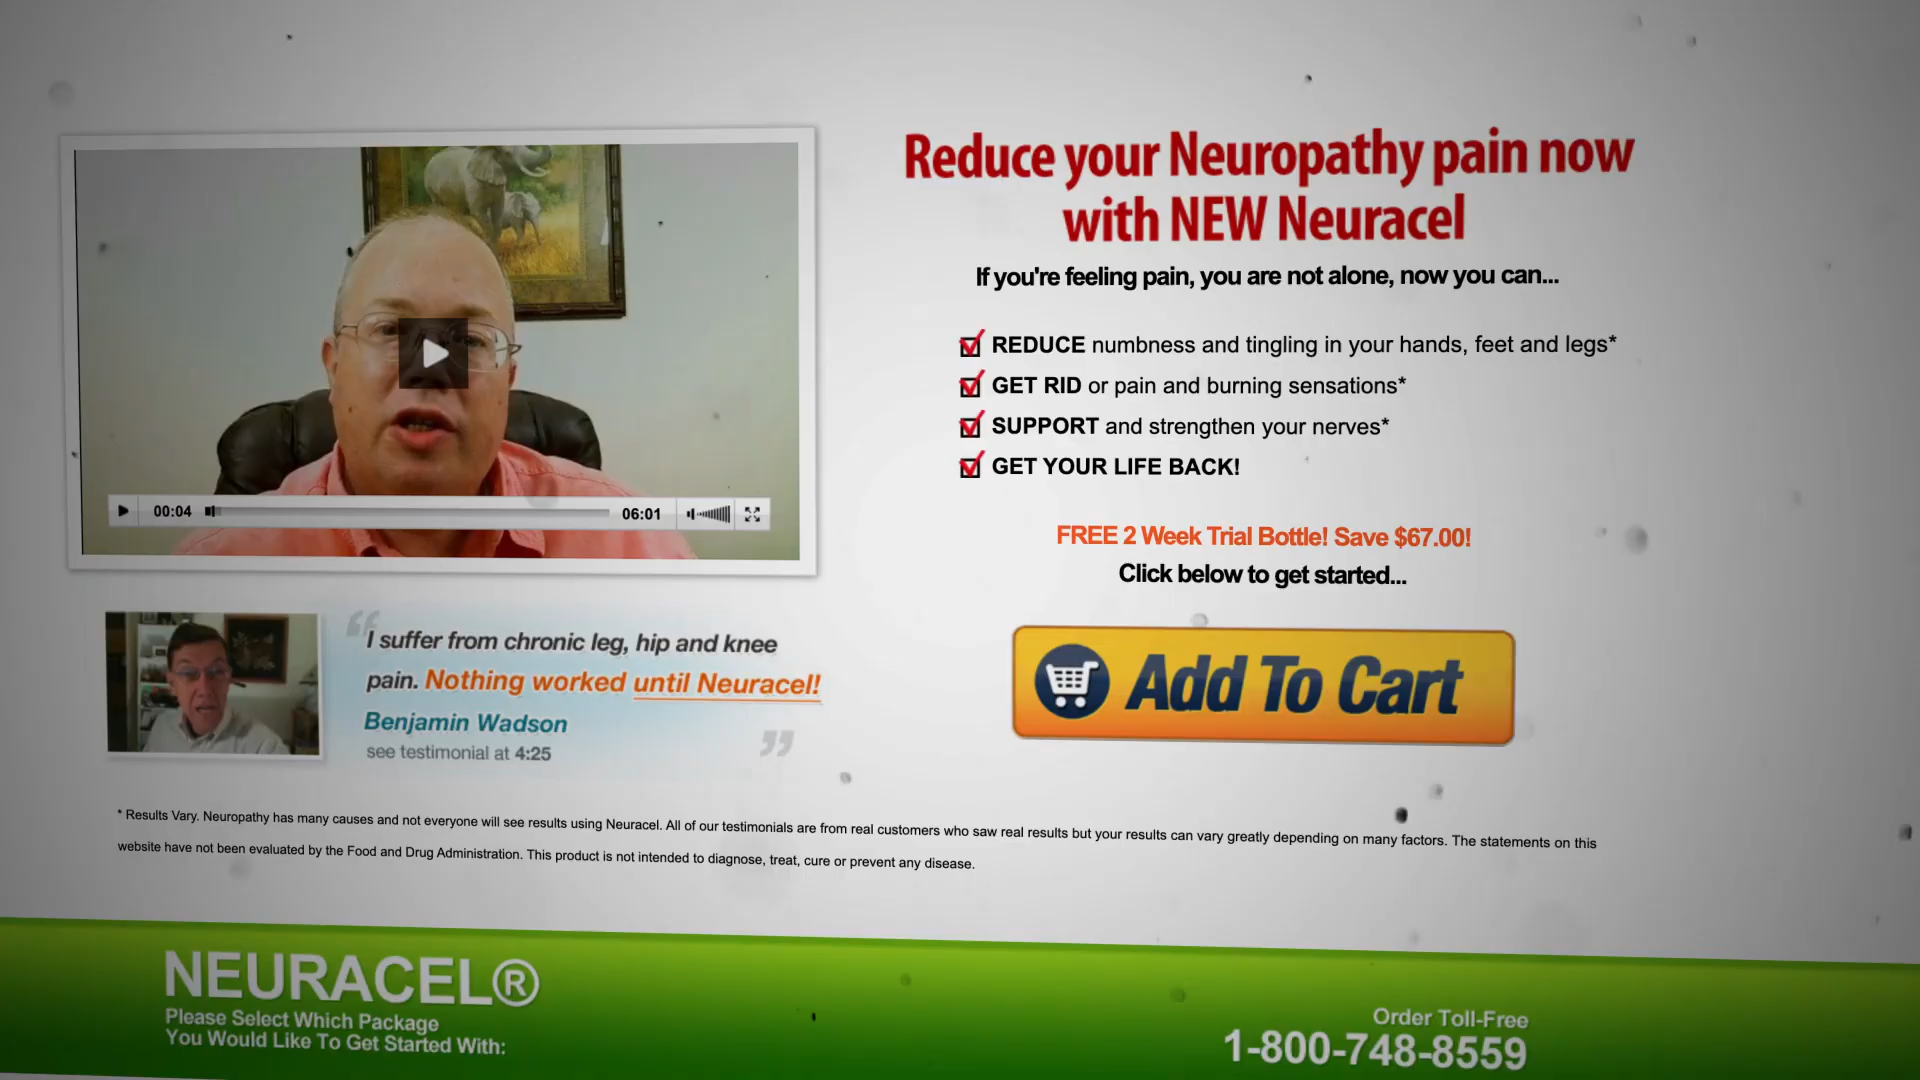 00:04
06:01
Reduce your Neuropathy pain now
with NEW Neuracel
If you're feeling pain, you are not alone, now you can...
REDUCE numbness and tingling in your hands, feet and legs*
GET RID or pain and burning sensations*
SUPPORT and strengthen your nerves*
GET YOUR LIFE BACK!
FREE 2 Week Trial Bottle! Save $67.00!
Click below to get started...
Add To Cart
“I suffer from chronic leg, hip and knee
pain. Nothing worked until Neuracel!
Benjamin Wadson
see testimonial at 4:25 ”
* Results Vary. Neuropathy has many causes and not everyone will see results using Neuracel. All of our testimonials are from real customers who saw real results but your results can vary greatly depending on many factors. The statements on this
website have not been evaluated by the Food and Drug Administration. This product is not intended to diagnose, treat, cure or prevent any disease.
NEURACEL®
Please Select Which Package
You Would Like To Get Started With:
Order Toll-Free
1-800-748-8559